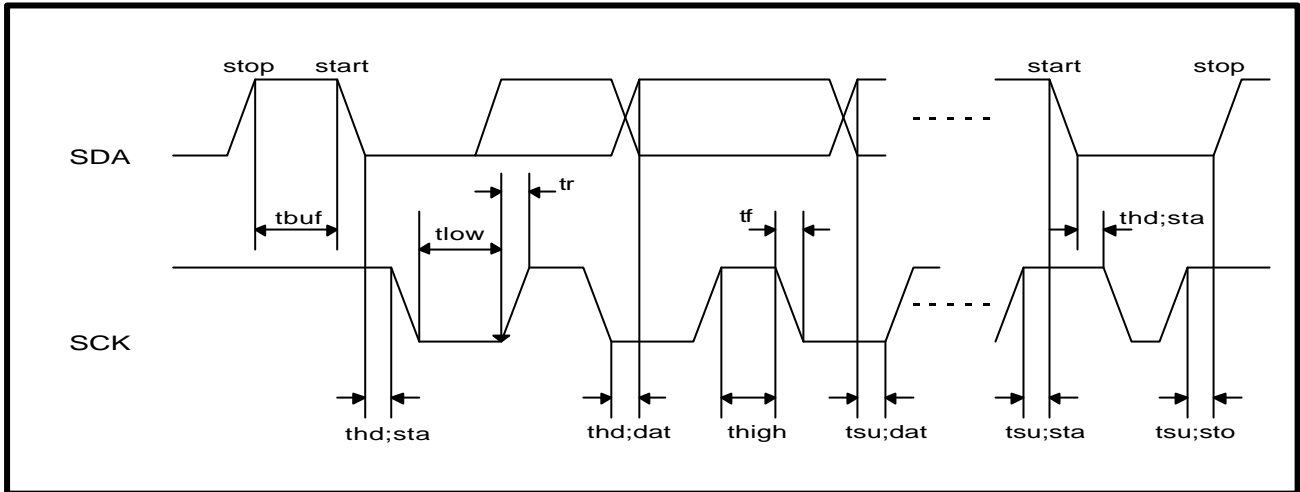 stop start start stop
SDA
tr
tbuf tlow tf thd;sta
SCK
thd;sta thd;dat thigh tsu;dat tsu;sta tsu;sto